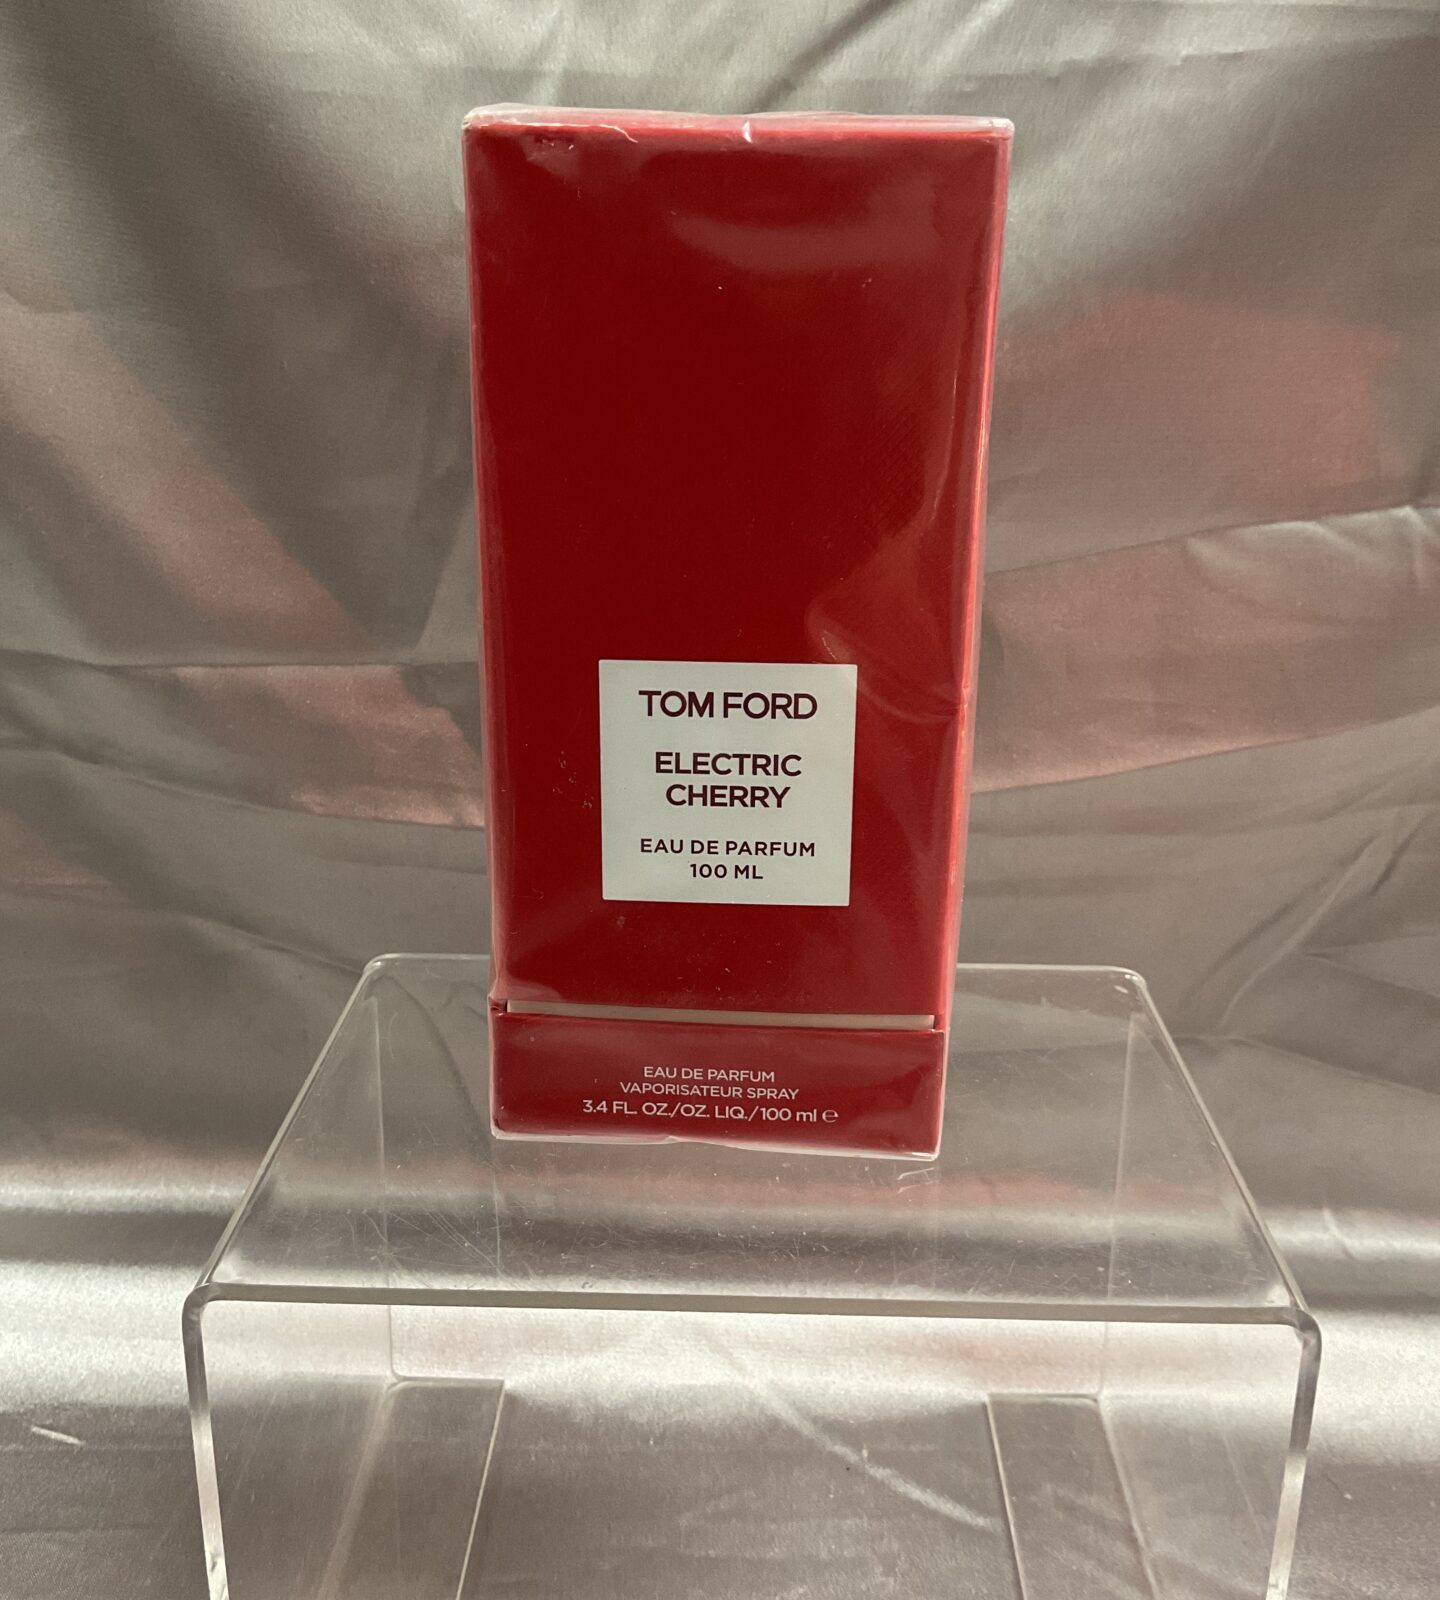 TOM FORD
ELECTRIC
CHERRY
EAU DE PARFUM
100 ML
EAU DE PARFUM
VAPORISATEUR SPRAY
3.4 FL. OZ./OZ. LIQ./100 ml ℮